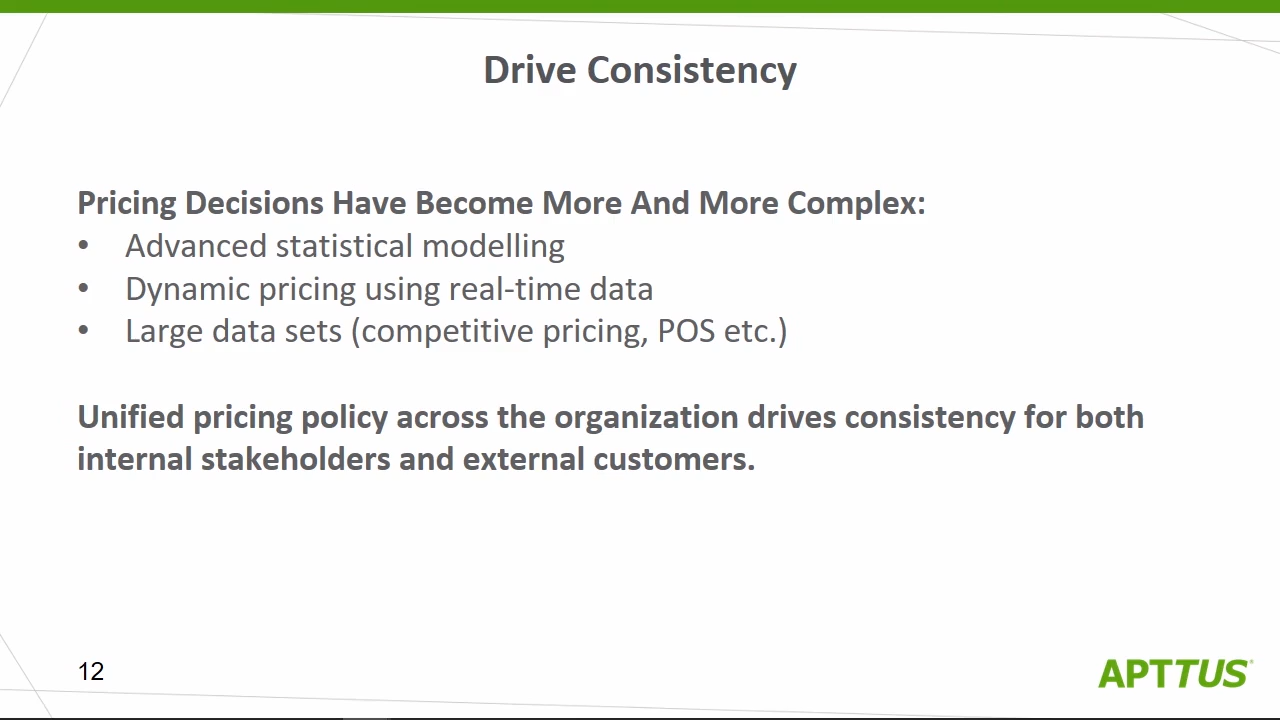 Drive Consistency
Pricing Decisions Have Become More And More Complex:
• Advanced statistical modelling
• Dynamic pricing using real-time data
• Large data sets (competitive pricing, POS etc.)
Unified pricing policy across the organization drives consistency for both
internal stakeholders and external customers.
12
APTTUS®